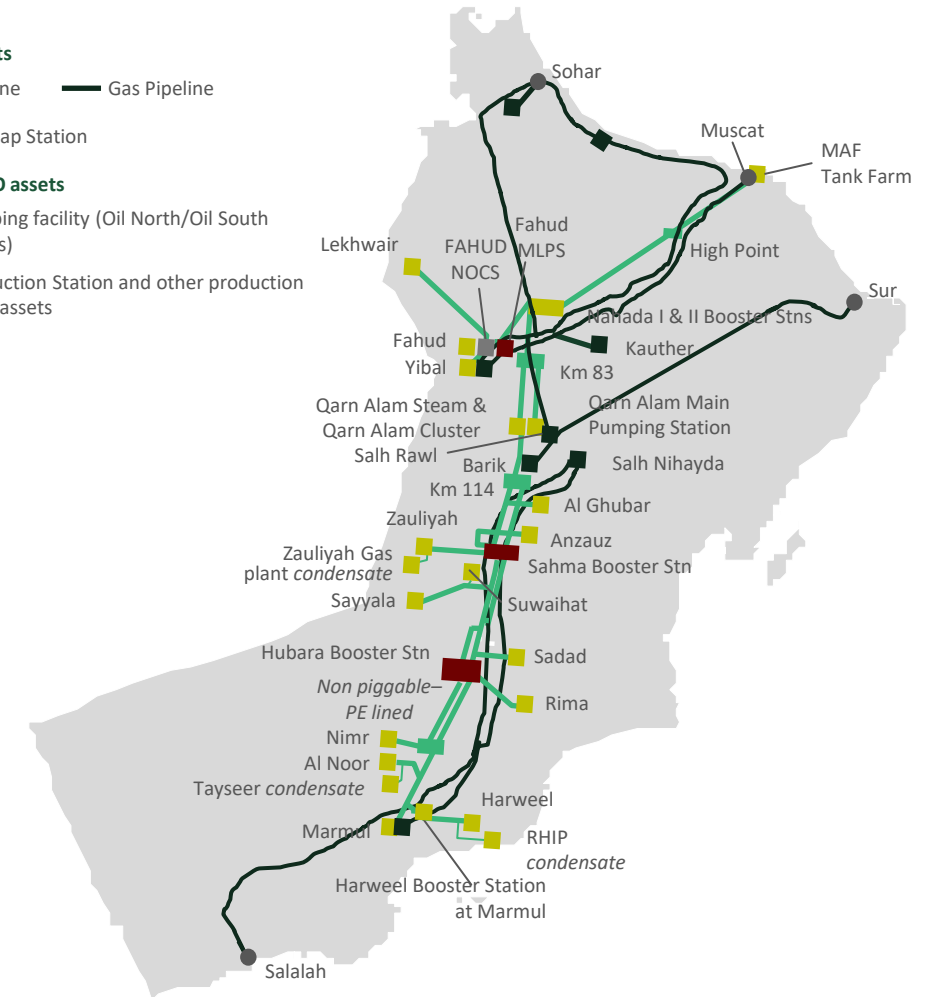 ts
ne
Gas Pipeline
ap Station
O assets
ing facility (Oil North/Oil South
s)
uction Station and other production
assets
Sohar
Muscat
MAF
Tank Farm
Lekhwair
FAHUD
NOCS
Fahud
MLPS
High Point
Sur
Nahada I & II Booster Stns
Fahud
Yibal
Kauther
Km 83
Qarn Alam Steam &
Qarn Alam Cluster
Qarn Alam Main
Pumping Station
Salh Rawl
Barik
Salh Nihayda
Km 114
Al Ghubar
Zauliyah
Anzauz
Zauliyah Gas
plant condensate
Sahma Booster Stn
Sayyala
Suwaihat
Hubara Booster Stn
Sadad
Non piggable–
PE lined
Rima
Nimr
Al Noor
Tayseer condensate
Harweel
Marmul
RHIP
condensate
Harweel Booster Station
at Marmul
Salalah